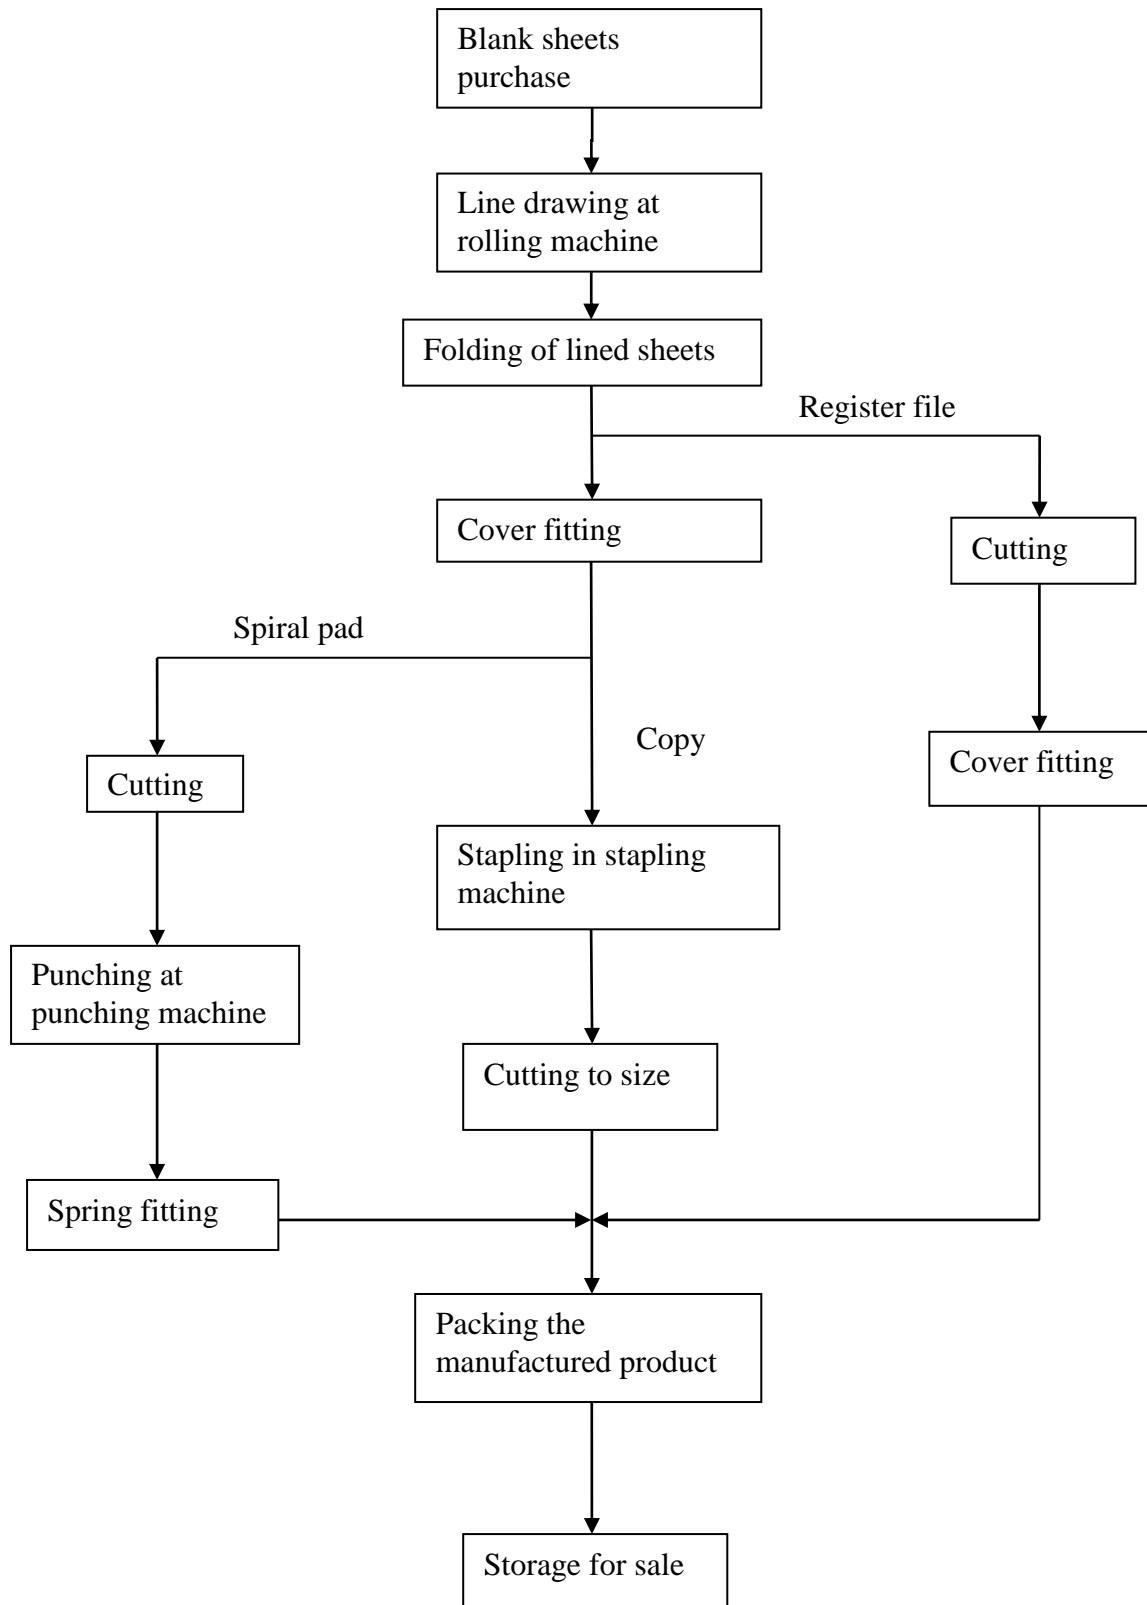 Blank sheets
purchase
Line drawing at
rolling machine
Folding of lined sheets
Register file
Cover fitting
Cutting
Spiral pad
Copy
Cover fitting
Cutting
Stapling in stapling
machine
Punching at
punching machine
Cutting to size
Spring fitting
Packing the
manufactured product
Storage for sale